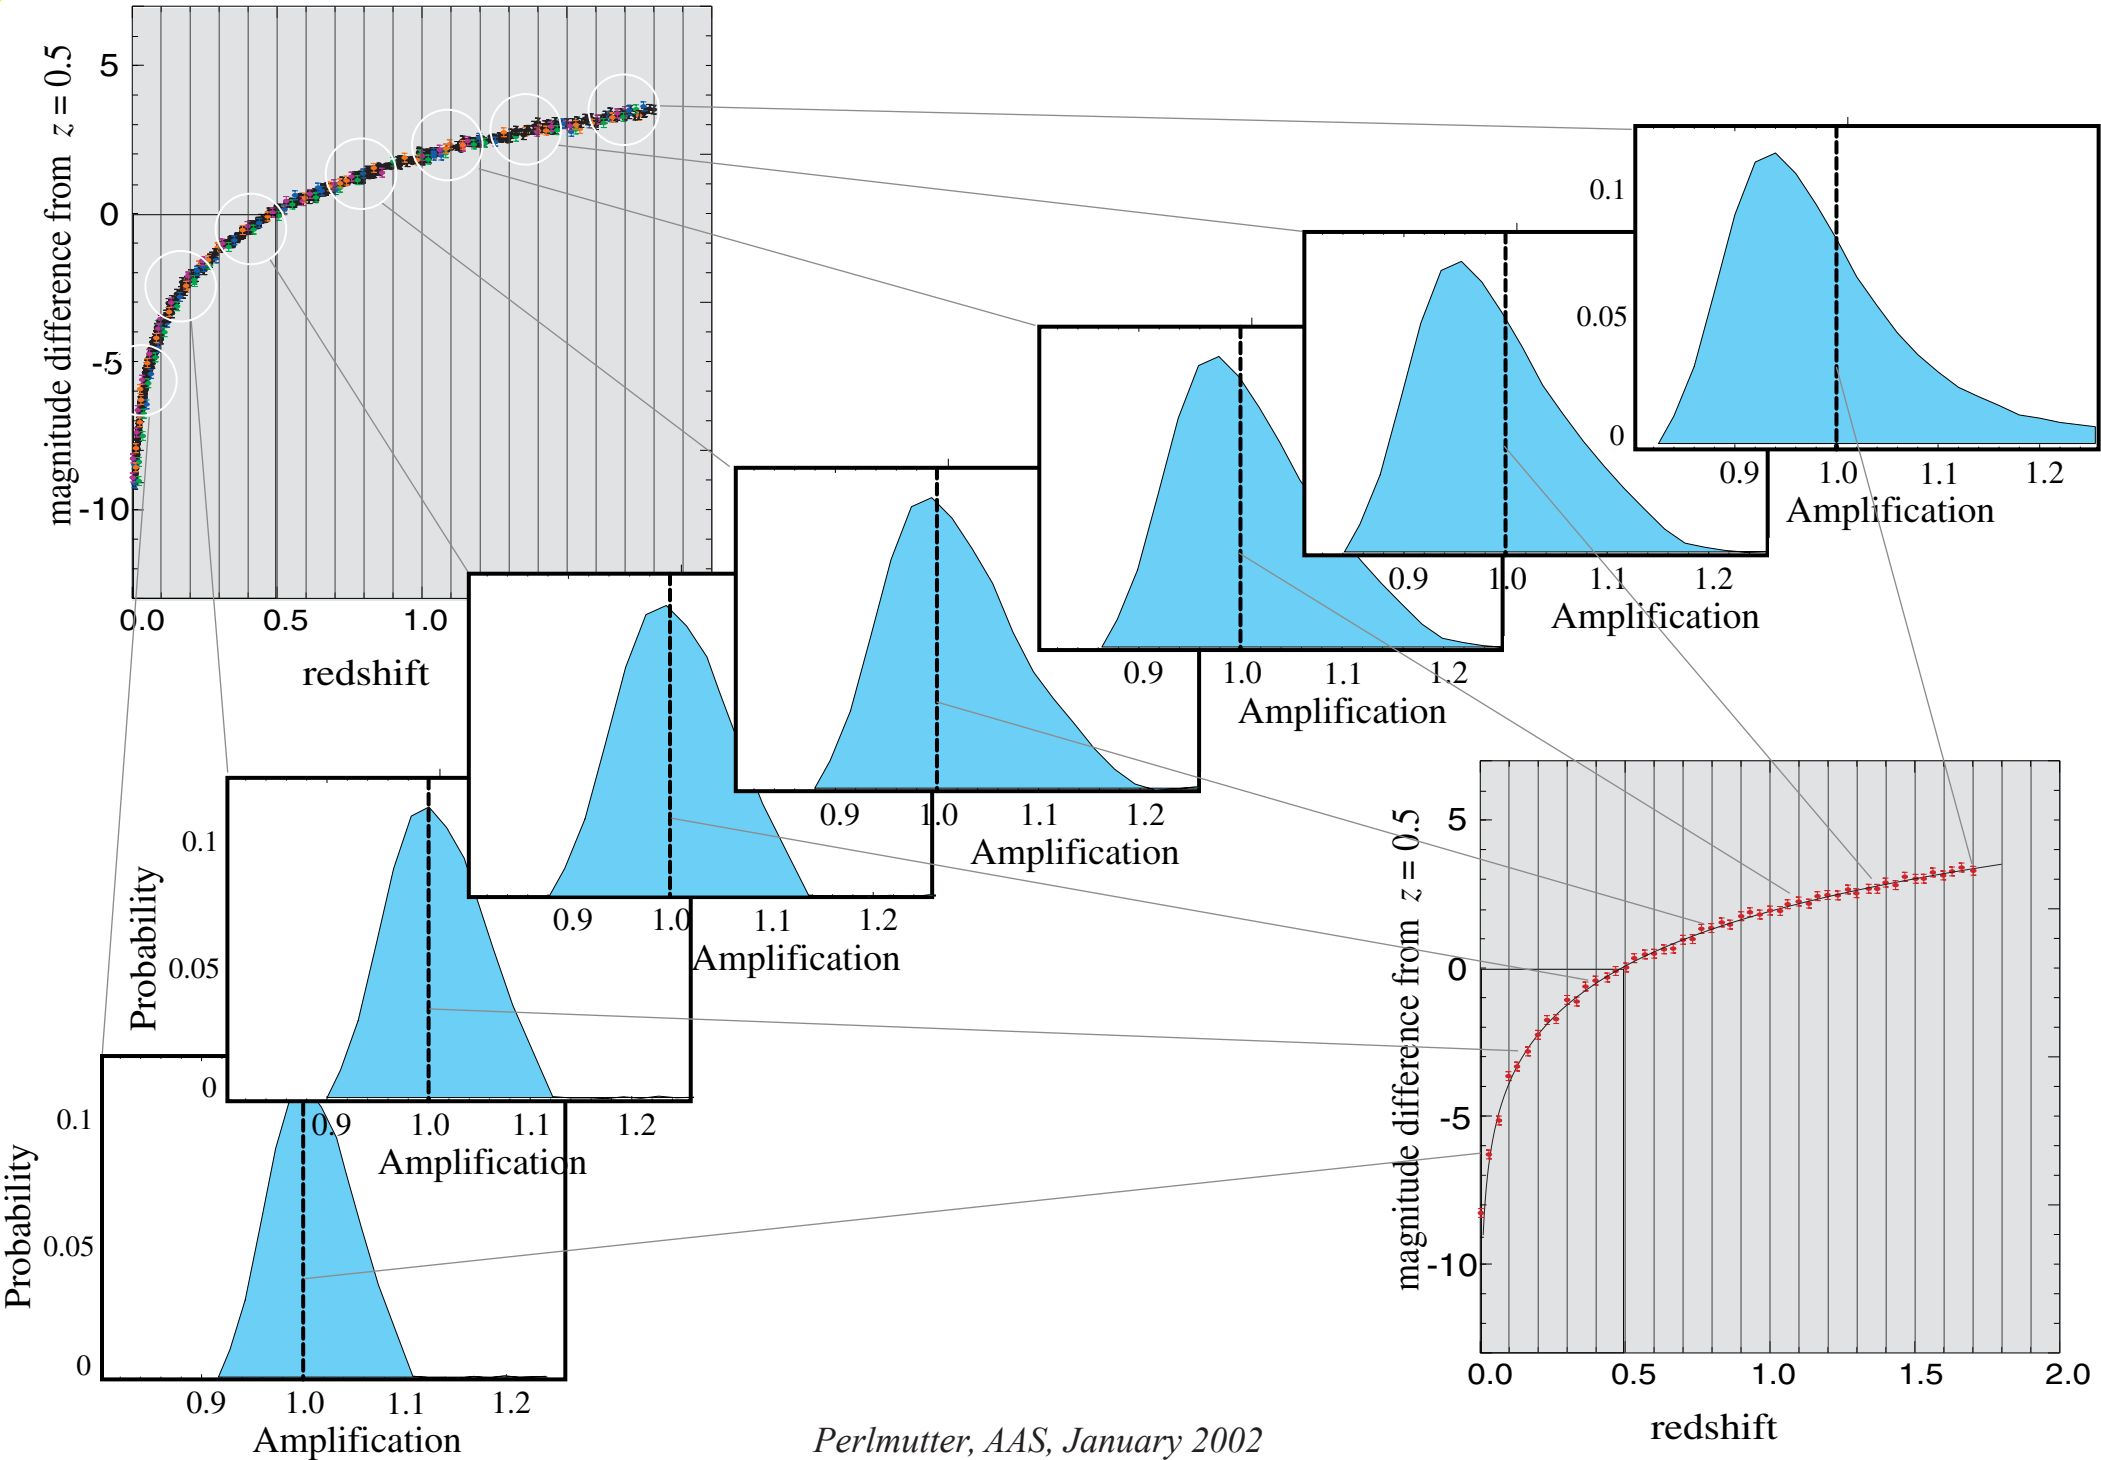 magnitude difference from z = 0.5
5
0
-5
-10
0.0 0.5 1.0
redshift
0.1
0.05
0
0.9 1.0 1.1 1.2
Amplification
0.9 1.0 1.1 1.2
Amplification
0.9 1.0 1.1 1.2
Amplification
0.9 1.0 1.1 1.2
Amplification
0.9 1.0 1.1 1.2
Amplification
Probability
0.1
0.05
0
0.9 1.0 1.1 1.2
Amplification
Probability
0.1
0.05
0
0.9 1.0 1.1 1.2
Amplification
magnitude difference from z = 0.5
5
0
-5
-10
0.0 0.5 1.0 1.5 2.0
redshift
Perlmutter, AAS, January 2002